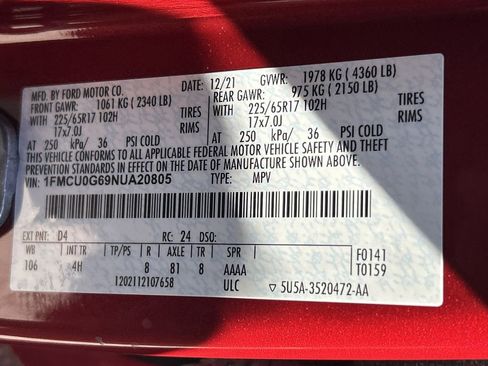 MFD. BY FORD MOTOR CO. DATE: 12/21 GVWR: 1978 KG ( 4360 LB)
FRONT GAWR: 1061 KG ( 2340 LB) REAR GAWR: 975 KG ( 2150 LB)
WITH 225/65R17 102H TIRES WITH 225/65R17 102H TIRES
17x7.0J RIMS 17x7.0J RIMS
AT 250 kPa/ 36 PSI COLD AT 250 kPa/ 36 PSI COLD
THIS VEHICLE CONFORMS TO ALL APPLICABLE FEDERAL MOTOR VEHICLE SAFETY AND THEFT
PREVENTION STANDARDS IN EFFECT ON THE DATE OF MANUFACTURE SHOWN ABOVE.
VIN: 1FMCU0G69NUA20805 TYPE: MPV
EXT PNT: D4 RC: 24 DSO:
WB INT TR TP/PS R AXLE TR SPR F0141
106 4H 8 81 8 AAAA T0159
1202112107658 ULC ▽ 5U5A-3520472-AA